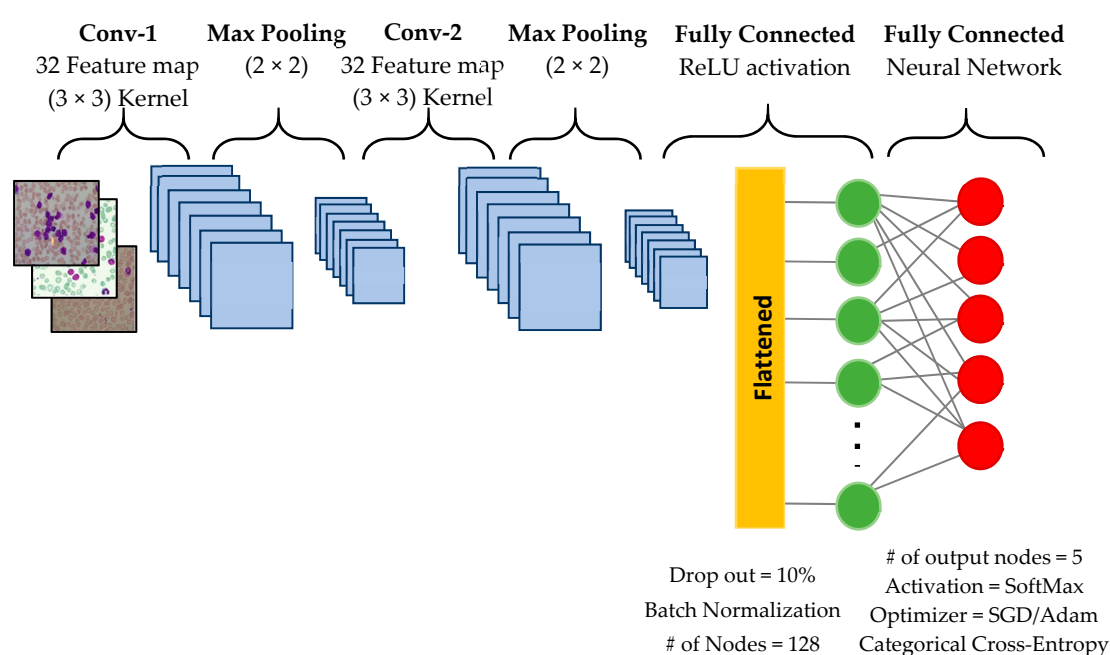 Conv-1
32 Feature map
(3 × 3) Kernel
Max Pooling
(2 × 2)
Conv-2
32 Feature map
(3 × 3) Kernel
Max Pooling
(2 × 2)
Fully Connected
ReLU activation
Fully Connected
Neural Network
Flattened
Drop out = 10%
Batch Normalization
# of Nodes = 128
# of output nodes = 5
Activation = SoftMax
Optimizer = SGD/Adam
Categorical Cross-Entropy